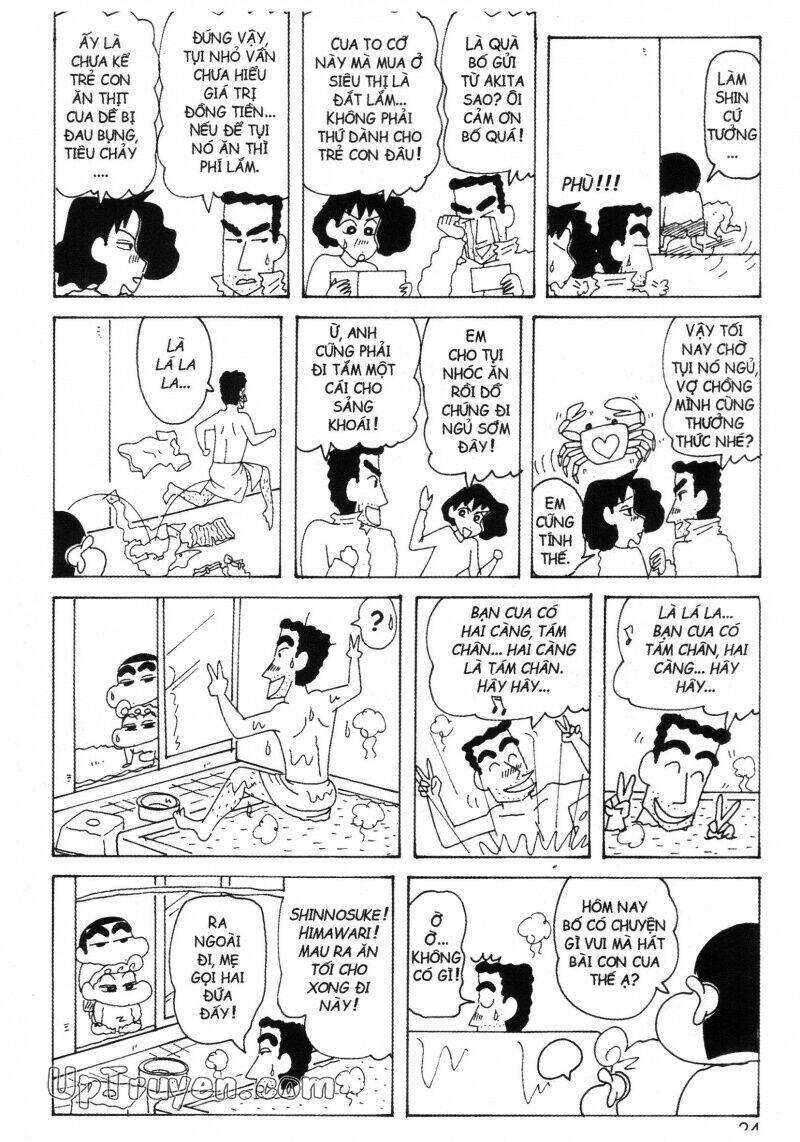 LÀM
SHIN
CỨ
TƯỞNG
...
PHÙ!!!
LÀ QUÀ
BỐ GỬI
TỪ AKITA
SAO? ÔI
CẢM ƠN
BỐ QUÁ!
CUA TO CỠ
NÀY MÀ MUA Ở
SIÊU THỊ LÀ
ĐẮT LẮM...
KHÔNG PHẢI
THỨ DÀNH CHO
TRẺ CON ĐÂU!
ĐÚNG VẬY,
TỤI NHỎ VẪN
CHƯA HIỂU
GIÁ TRỊ
ĐỒNG TIỀN...
NẾU ĐỂ TỤI
NÓ ĂN THÌ
PHÍ LẮM.
ẤY LÀ
CHƯA KỂ
TRẺ CON
ĂN THỊT
CUA DỄ BỊ
ĐAU BỤNG,
TIÊU CHẢY
....
VẬY TỐI
NAY CHỜ
TỤI NÓ NGỦ,
VỢ CHỒNG
MÌNH CÙNG
THƯỞNG
THỨC NHÉ?
EM
CŨNG
TÍNH
THẾ.
EM
CHO TỤI
NHÓC ĂN
RỒI DỖ
CHÚNG ĐI
NGỦ SỚM
ĐÂY!
Ừ, ANH
CŨNG PHẢI
ĐI TẮM MỘT
CÁI CHO
SẢNG
KHOÁI!
LÀ
LÁ LA
LA...
LÀ LÁ LA...
BẠN CUA CÓ
TÁM CHÂN, HAI
CÀNG... HÂY
HÂY...
BẠN CUA CÓ
HAI CÀNG, TÁM
CHÂN... HAI CÀNG
LÀ TÁM CHÂN.
HÂY HÂY...
?
HÔM NAY
BỐ CÓ CHUYỆN
GÌ VUI MÀ HÁT
BÀI CON CUA
THẾ Ạ?
Ờ
Ờ...
KHÔNG
CÓ GÌ!
SHINNOSUKE!
HIMAWARI!
MAU RA ĂN
TỐI CHO
XONG ĐI
NÀY!
RA
NGOÀI
ĐI, MẸ
GỌI HAI
ĐỨA
ĐẤY!
UpTruyen.com
24